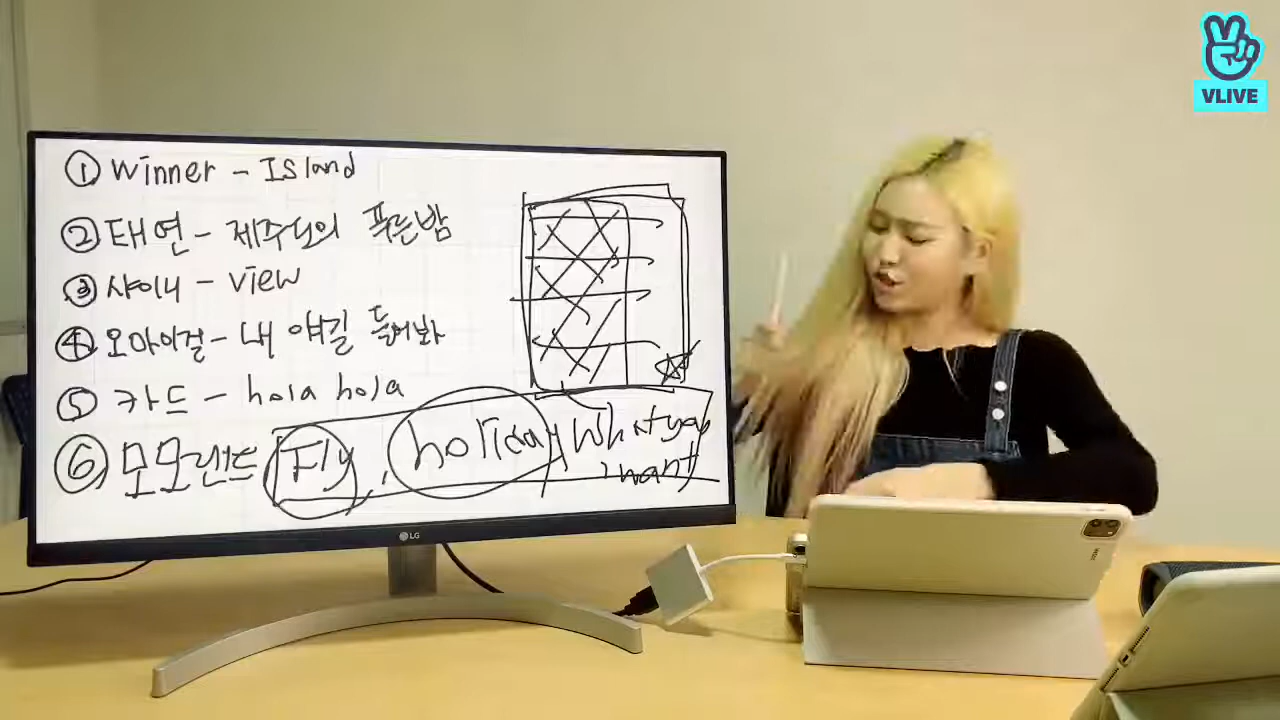 ① Winner - Island
② 태연 - 제주도의 푸른밤
③ 샤이니 - View
④ 오마이걸 - 내 얘길 들어봐
⑤ 카드 - hola hola
⑥ 모모랜드 Fly, holiday, What you want
LG
VLIVE